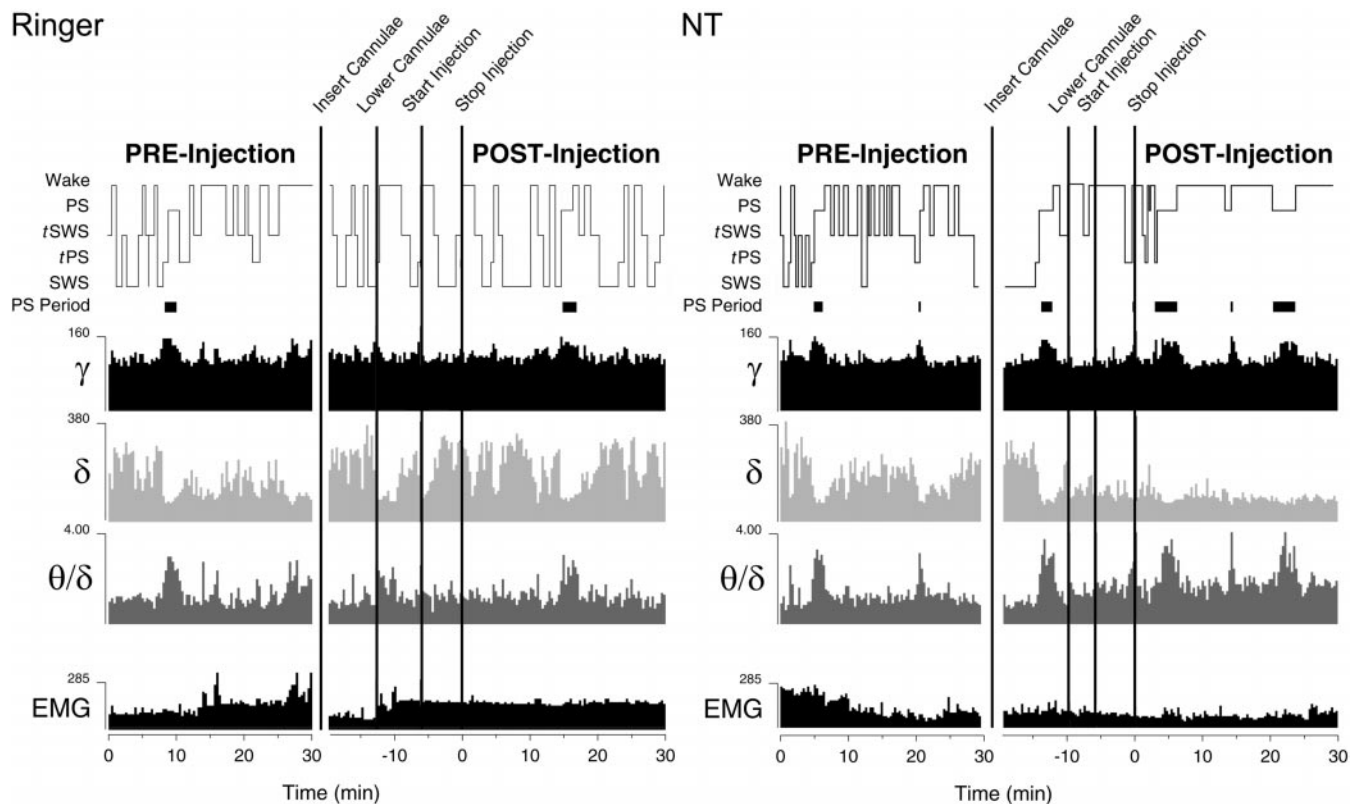 Ringer
Insert Cannulae
Lower Cannulae
Start Injection
Stop Injection
PRE-Injection
POST-Injection
Wake
PS
tSWS
tPS
SWS
PS Period
160
γ
380
δ
4.00
θ/δ
285
EMG
0 10 20 30 -10 0 10 20 30
Time (min)
NT
Insert Cannulae
Lower Cannulae
Start Injection
Stop Injection
PRE-Injection
POST-Injection
Wake
PS
tSWS
tPS
SWS
PS Period
160
γ
380
δ
4.00
θ/δ
285
EMG
0 10 20 30 -10 0 10 20 30
Time (min)